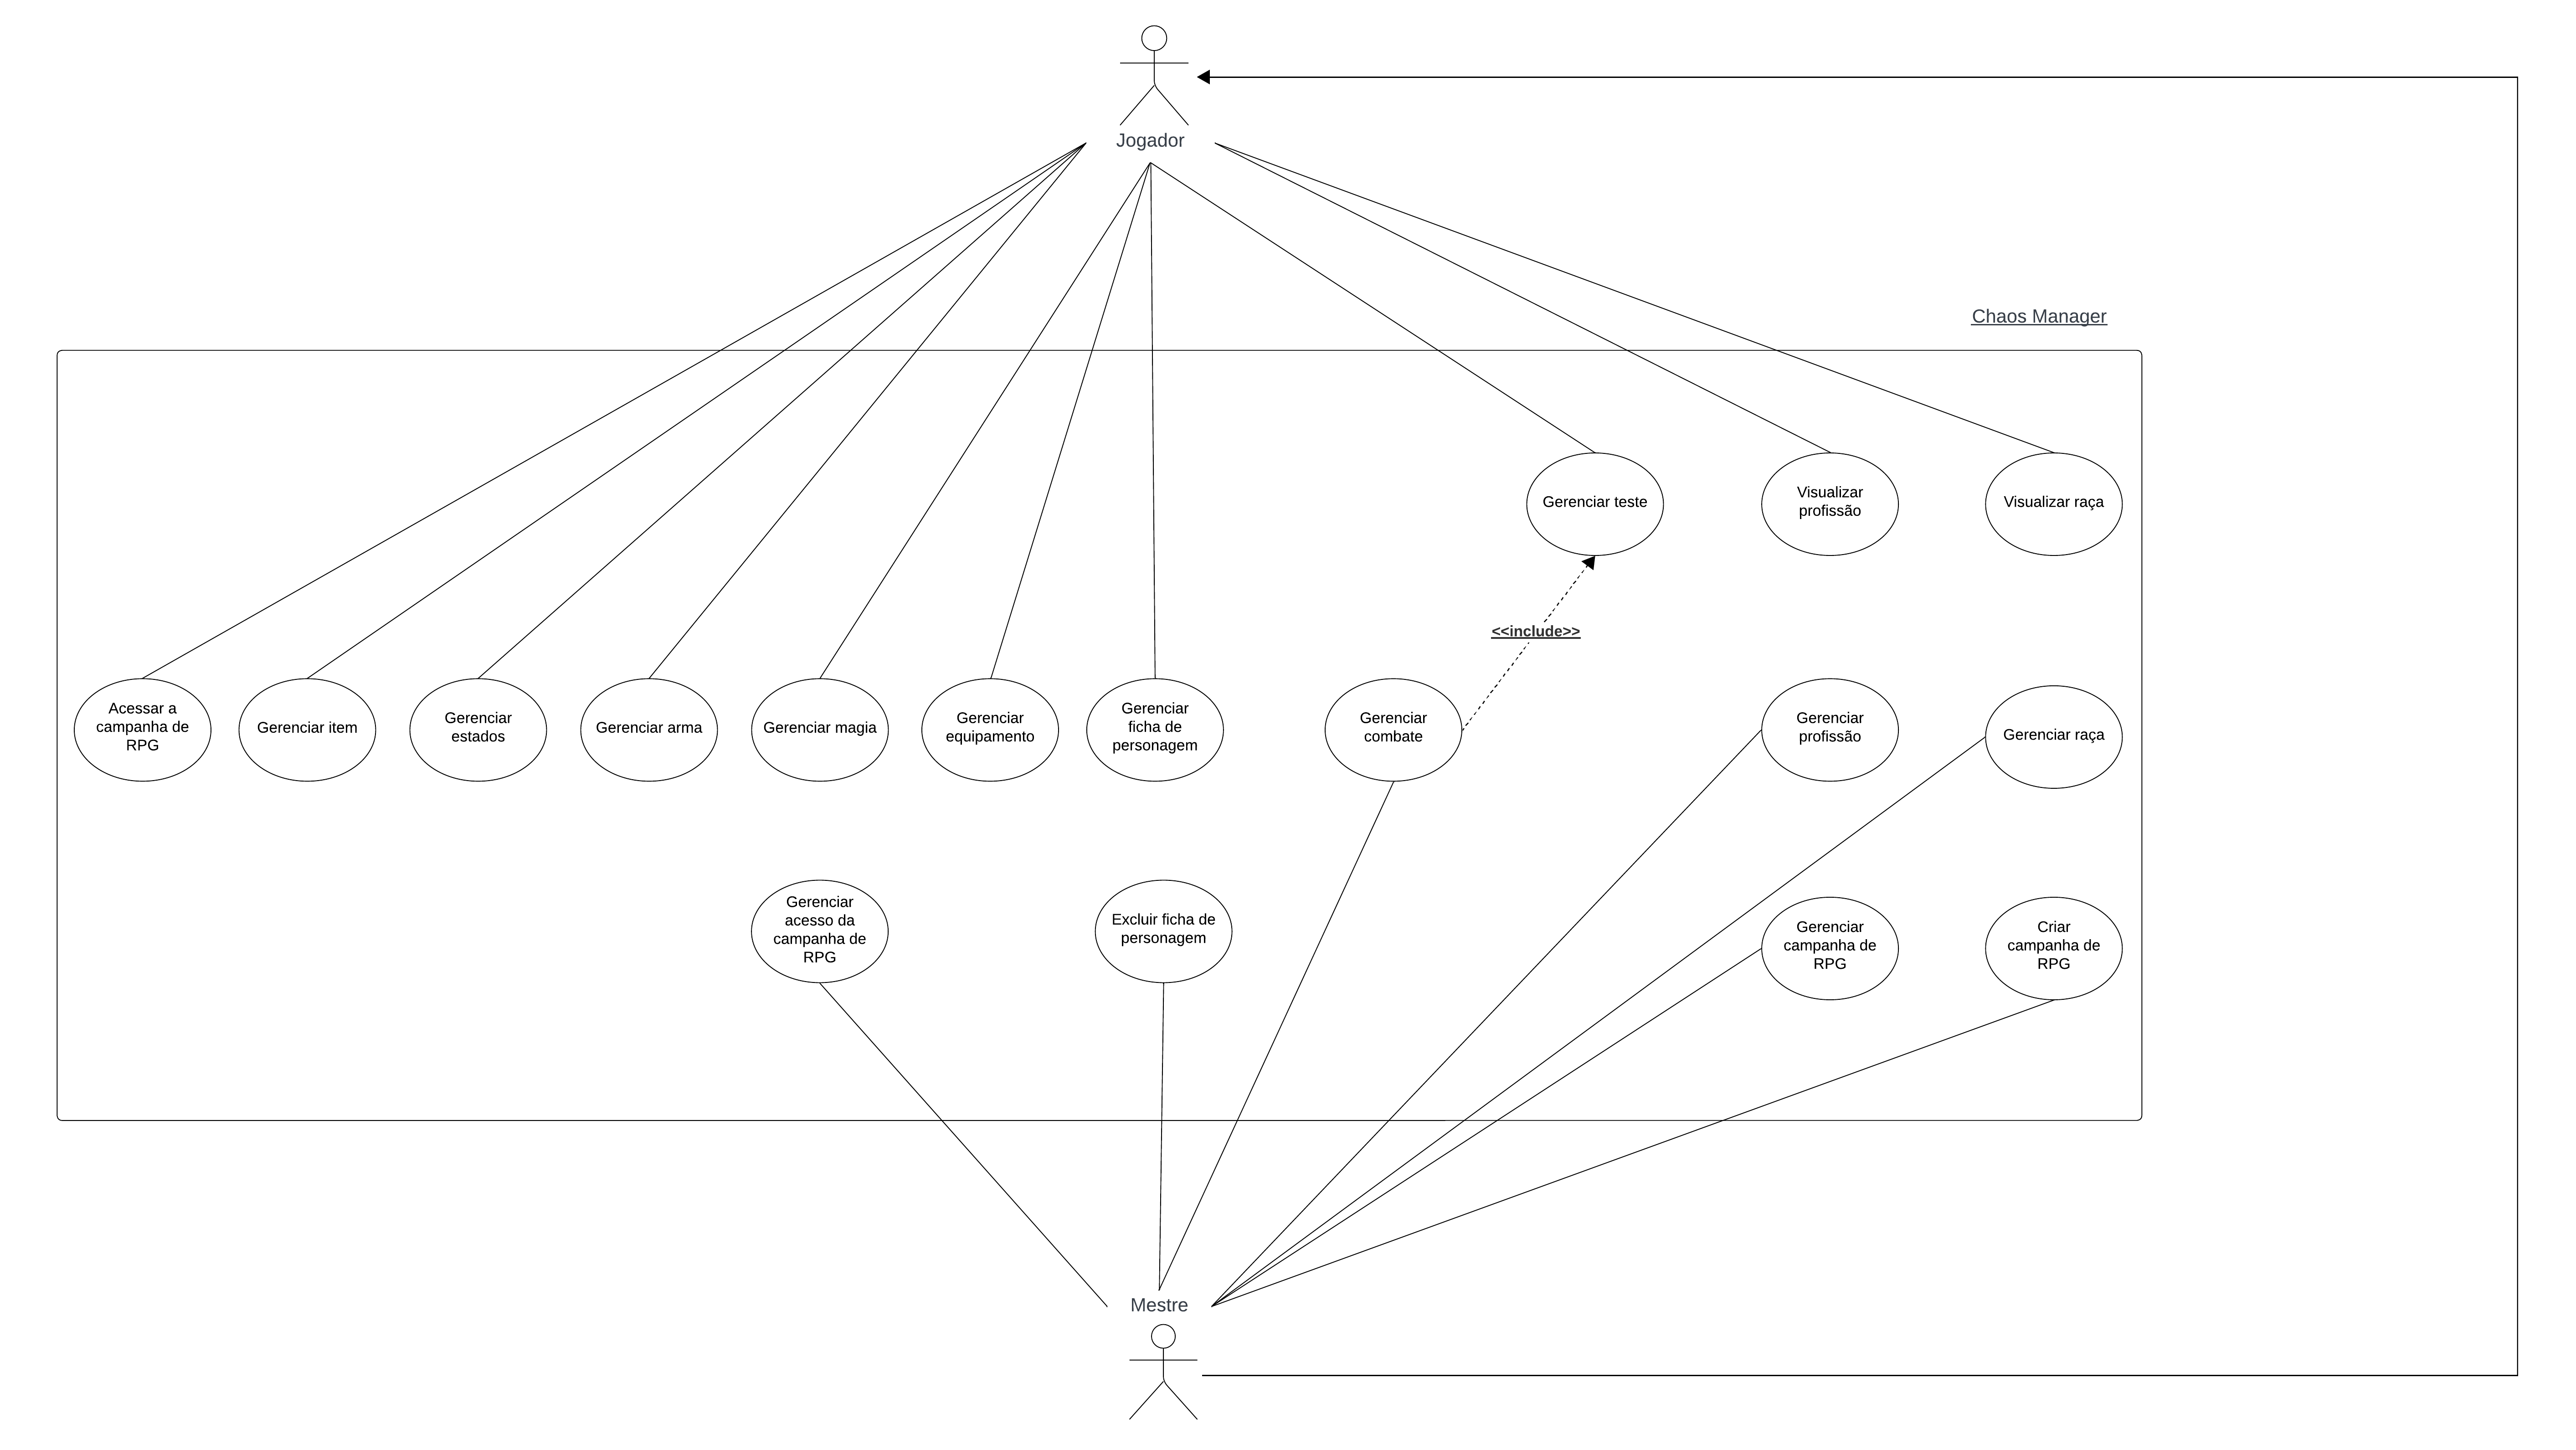 Jogador
Chaos Manager
Gerenciar teste
Visualizar
profissão
Visualizar raça
<<include>>
Acessar a
campanha de
RPG
Gerenciar item
Gerenciar
estados
Gerenciar arma
Gerenciar magia
Gerenciar
equipamento
Gerenciar
ficha de
personagem
Gerenciar
combate
Gerenciar
profissão
Gerenciar raça
Gerenciar
acesso da
campanha de
RPG
Excluir ficha de
personagem
Gerenciar
campanha de
RPG
Criar
campanha de
RPG
Mestre